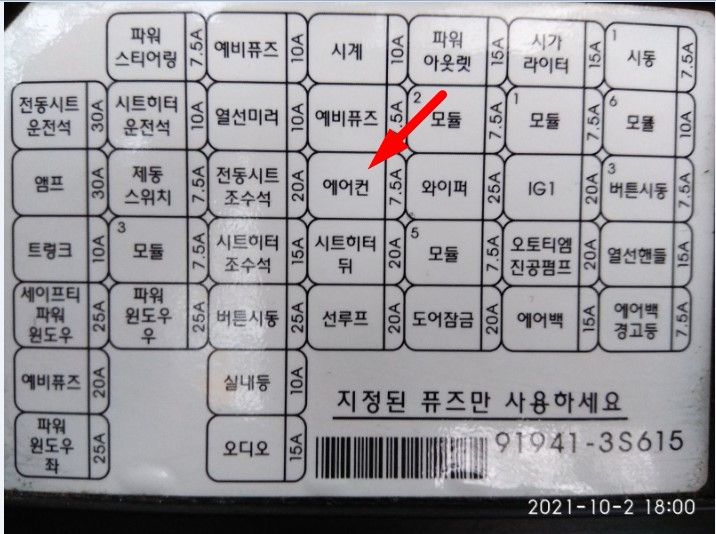 파워
스티어링 7.5A
예비퓨즈 10A
시계 10A
파워
아웃렛 15A
시가
라이터 15A
1
시동 7.5A
전동시트
운전석 30A
시트히터
운전석 10A
열선미러 10A
예비퓨즈 .5A
2
모듈 7.5A
1
모듈 7.5A
6
모듈 10A
앰프 30A
제동
스위치 7.5A
전동시트
조수석 20A
에어컨 7.5A
와이퍼 25A
IG1 20A
3
버튼시동 7.5A
트렁크 10A
3
모듈 7.5A
시트히터
조수석 15A
시트히터
뒤 20A
5
모듈 7.5A
오토티엠
진공펌프 20A
열선핸들 15A
세이프티
파워
윈도우 25A
파워
윈도우
우 25A
버튼시동 25A
선루프 20A
도어잠금 20A
에어백 15A
에어백
경고등 7.5A
예비퓨즈 20A
실내등 10A
지정된 퓨즈만 사용하세요
파워
윈도우
좌 25A
오디오 15A
91941-3S615
2021-10-2 18:00